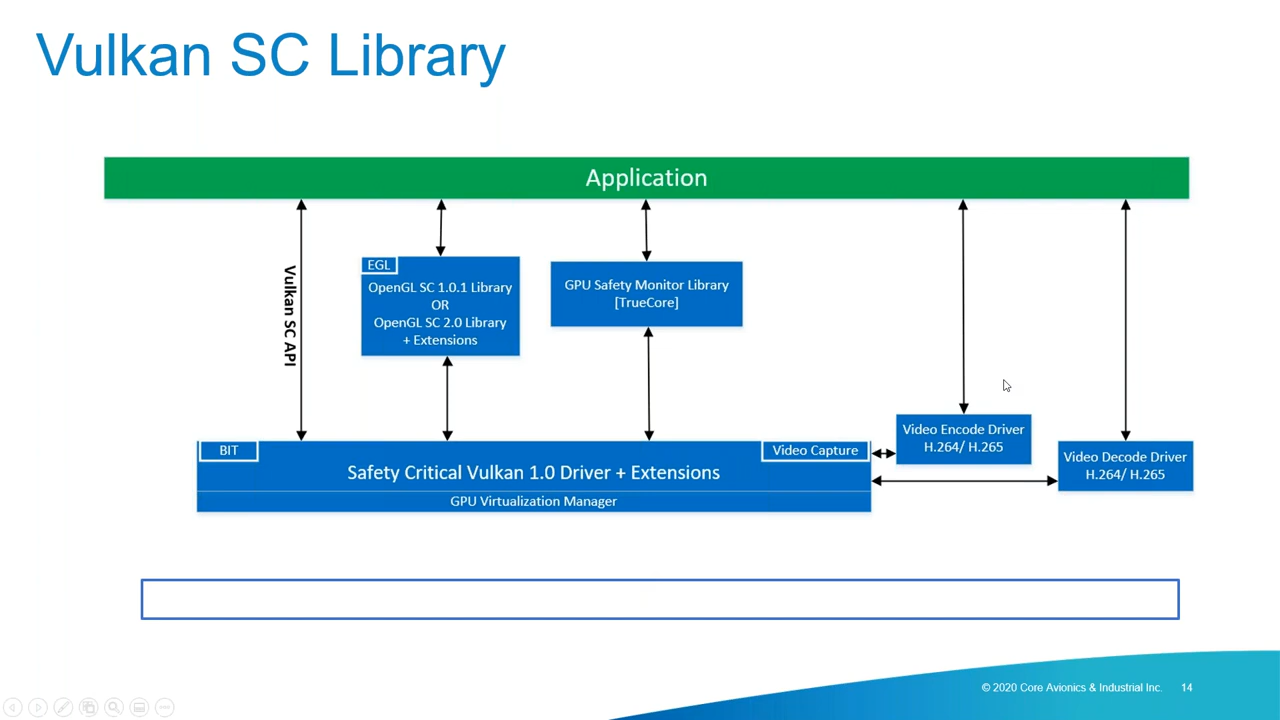 Vulkan SC Library
Application
Vulkan SC API
EGL
OpenGL SC 1.0.1 Library
OR
OpenGL SC 2.0 Library
+ Extensions
GPU Safety Monitor Library
[TrueCore]
Video Encode Driver
H.264/ H.265
Video Decode Driver
H.264/ H.265
BIT
Video Capture
Safety Critical Vulkan 1.0 Driver + Extensions
GPU Virtualization Manager
© 2020 Core Avionics & Industrial Inc.
14